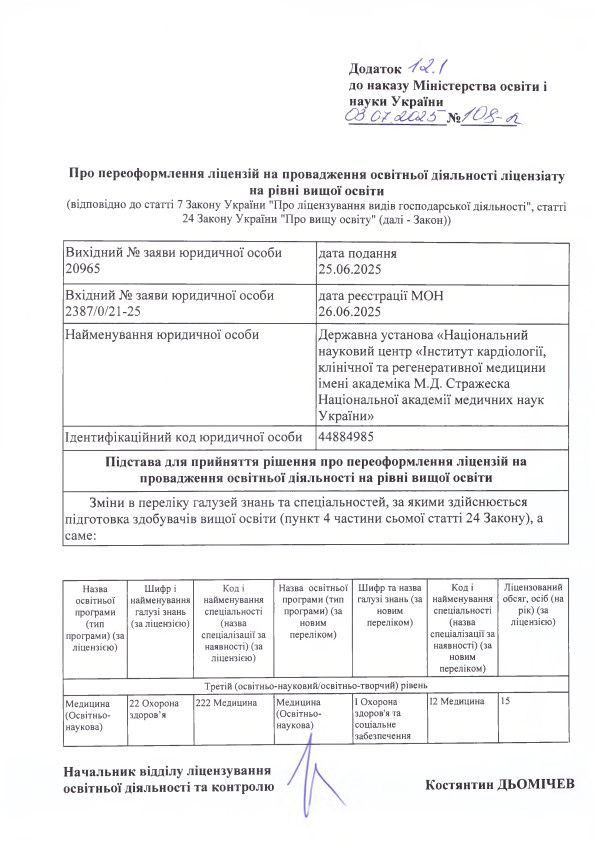 Додаток 12.1
до наказу Міністерства освіти і
науки України
03.07.2025 № 108-л
Про переоформлення ліцензій на провадження освітньої діяльності ліцензіату
на рівні вищої освіти
(відповідно до статті 7 Закону України "Про ліцензування видів господарської діяльності", статті
24 Закону України "Про вищу освіту" (далі - Закон))
Вихідний № заяви юридичної особи
20965
дата подання
25.06.2025
Вхідний № заяви юридичної особи
2387/0/21-25
дата реєстрації МОН
26.06.2025
Найменування юридичної особи
Державна установа «Національний
науковий центр «Інститут кардіології,
клінічної та регенеративної медицини
імені академіка М.Д. Стражеска
Національної академії медичних наук
України»
Ідентифікаційний код юридичної особи
44884985
Підстава для прийняття рішення про переоформлення ліцензій на
провадження освітньої діяльності на рівні вищої освіти
Зміни в переліку галузей знань та спеціальностей, за якими здійснюється
підготовка здобувачів вищої освіти (пункт 4 частини сьомої статті 24 Закону), а
саме:
Назва
освітньої
програми
(тип
програми) (за
ліцензією)
Шифр і
найменування
галузі знань
(за ліцензією)
Код і
найменування
спеціальності
(назва
спеціалізації за
наявності) (за
ліцензією)
Назва освітньої
програми (тип
програми) (за
новим
переліком)
Шифр та назва
галузі знань (за
новим
переліком)
Код і
найменування
спеціальності
(назва
спеціалізації за
наявності) (за
новим
переліком)
Ліцензований
обсяг, осіб (на
рік) (за
ліцензією)
Третій (освітньо-науковий/освітньо-творчий) рівень
Медицина
(Освітньо-
наукова)
22 Охорона
здоров’я
222 Медицина
Медицина
(Освітньо-
наукова)
I Охорона
здоров'я та
соціальне
забезпечення
I2 Медицина
15
Начальник відділу ліцензування
освітньої діяльності та контролю
Костянтин ДЬОМІЧЕВ